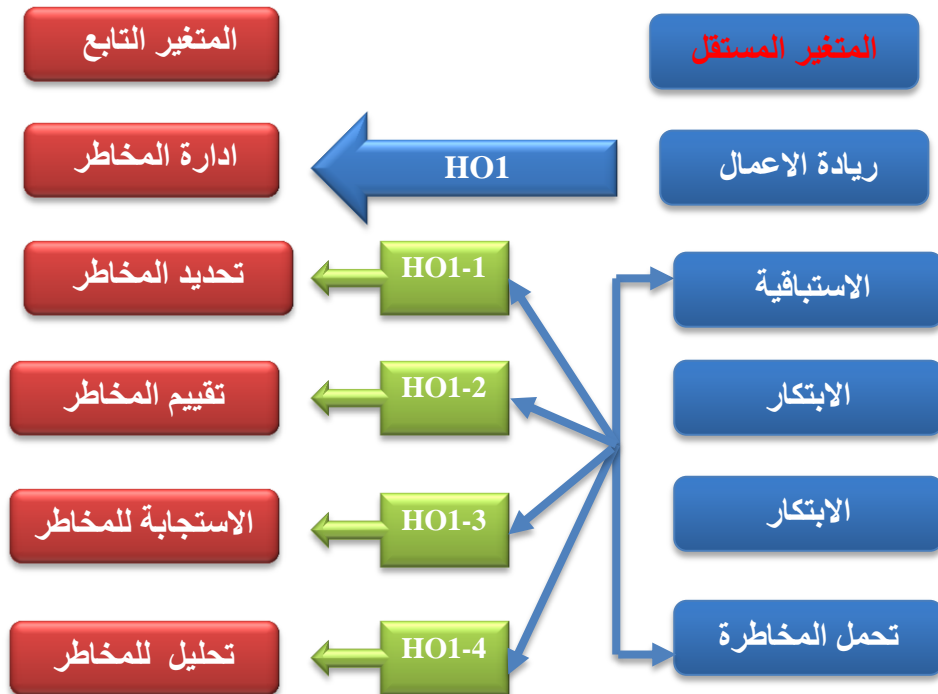 المتغير المستقل
المتغير التابع
ريادة الاعمال
HO1
ادارة المخاطر
الاستباقية
HO1-1
تحديد المخاطر
الابتكار
HO1-2
تقييم المخاطر
الابتكار
HO1-3
الاستجابة للمخاطر
تحمل المخاطرة
HO1-4
تحليل للمخاطر